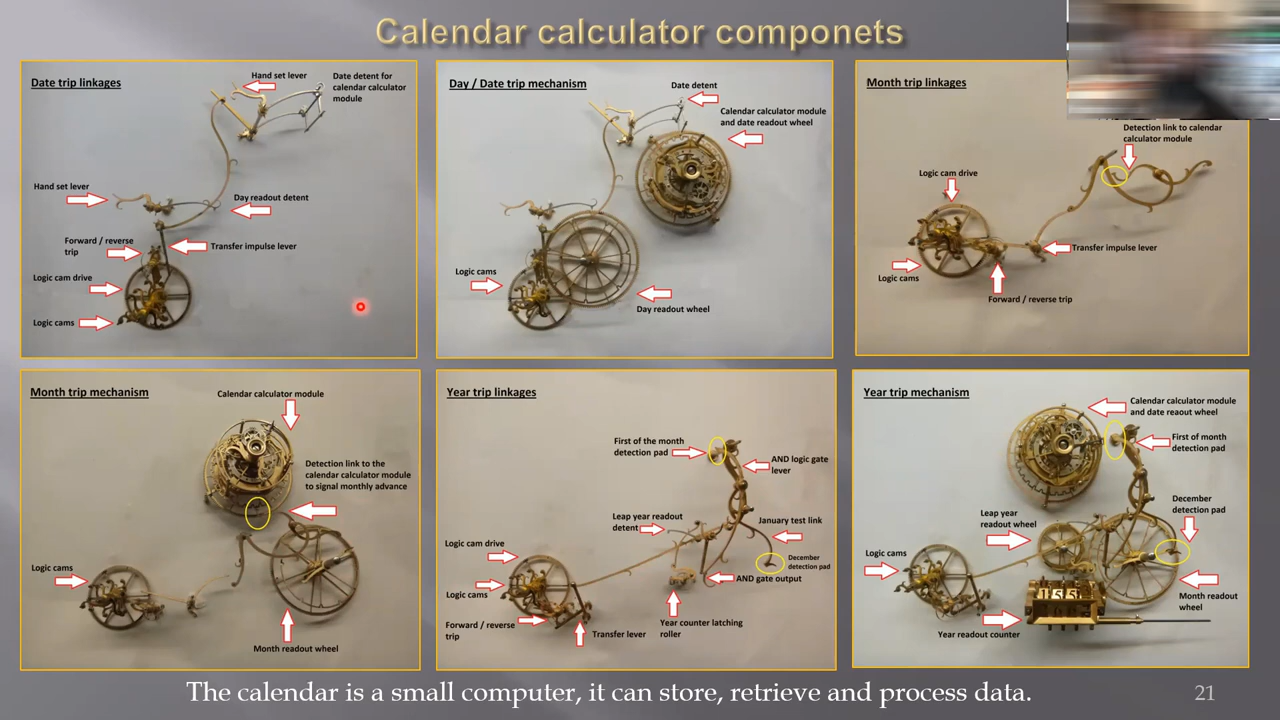 Calendar calculator componets
Date trip linkages
Hand set lever
Date detent for
calendar calculator
module
Hand set lever
Day readout detent
Forward / reverse
trip
Transfer impulse lever
Logic cam drive
Logic cams
Day / Date trip mechanism
Date detent
Calendar calculator module
and date readout wheel
Logic cams
Day readout wheel
Month trip linkages
Detection link to calendar
calculator module
Logic cam drive
Transfer impulse lever
Logic cams
Forward / reverse trip
Month trip mechanism
Calendar calculator module
Detection link to the
calendar calculator module
to signal monthly advance
Logic cams
Month readout wheel
Year trip linkages
First of the month
detection pad
AND logic gate
lever
Leap year readout
detent
January test link
Logic cam drive
December
detection pad
AND gate output
Logic cams
Forward / reverse
trip
Year counter latching
roller
Transfer lever
Year trip mechanism
Calendar calculator module
and date reaout wheel
First of month
detection pad
December
detection pad
Leap year
readout wheel
Logic cams
155
Month readout
wheel
Year readout counter
The calendar is a small computer, it can store, retrieve and process data.
21